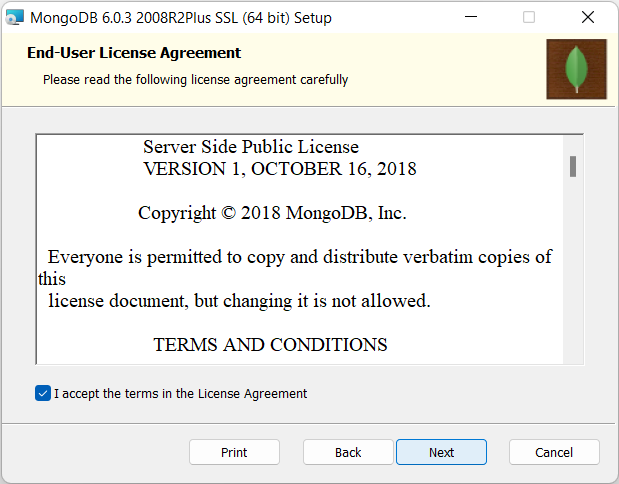 MongoDB 6.0.3 2008R2Plus SSL (64 bit) Setup
End-User License Agreement
Please read the following license agreement carefully
Server Side Public License
VERSION 1, OCTOBER 16, 2018
Copyright © 2018 MongoDB, Inc.
Everyone is permitted to copy and distribute verbatim copies of
this
license document, but changing it is not allowed.
TERMS AND CONDITIONS
I accept the terms in the License Agreement
Print
Back
Next
Cancel